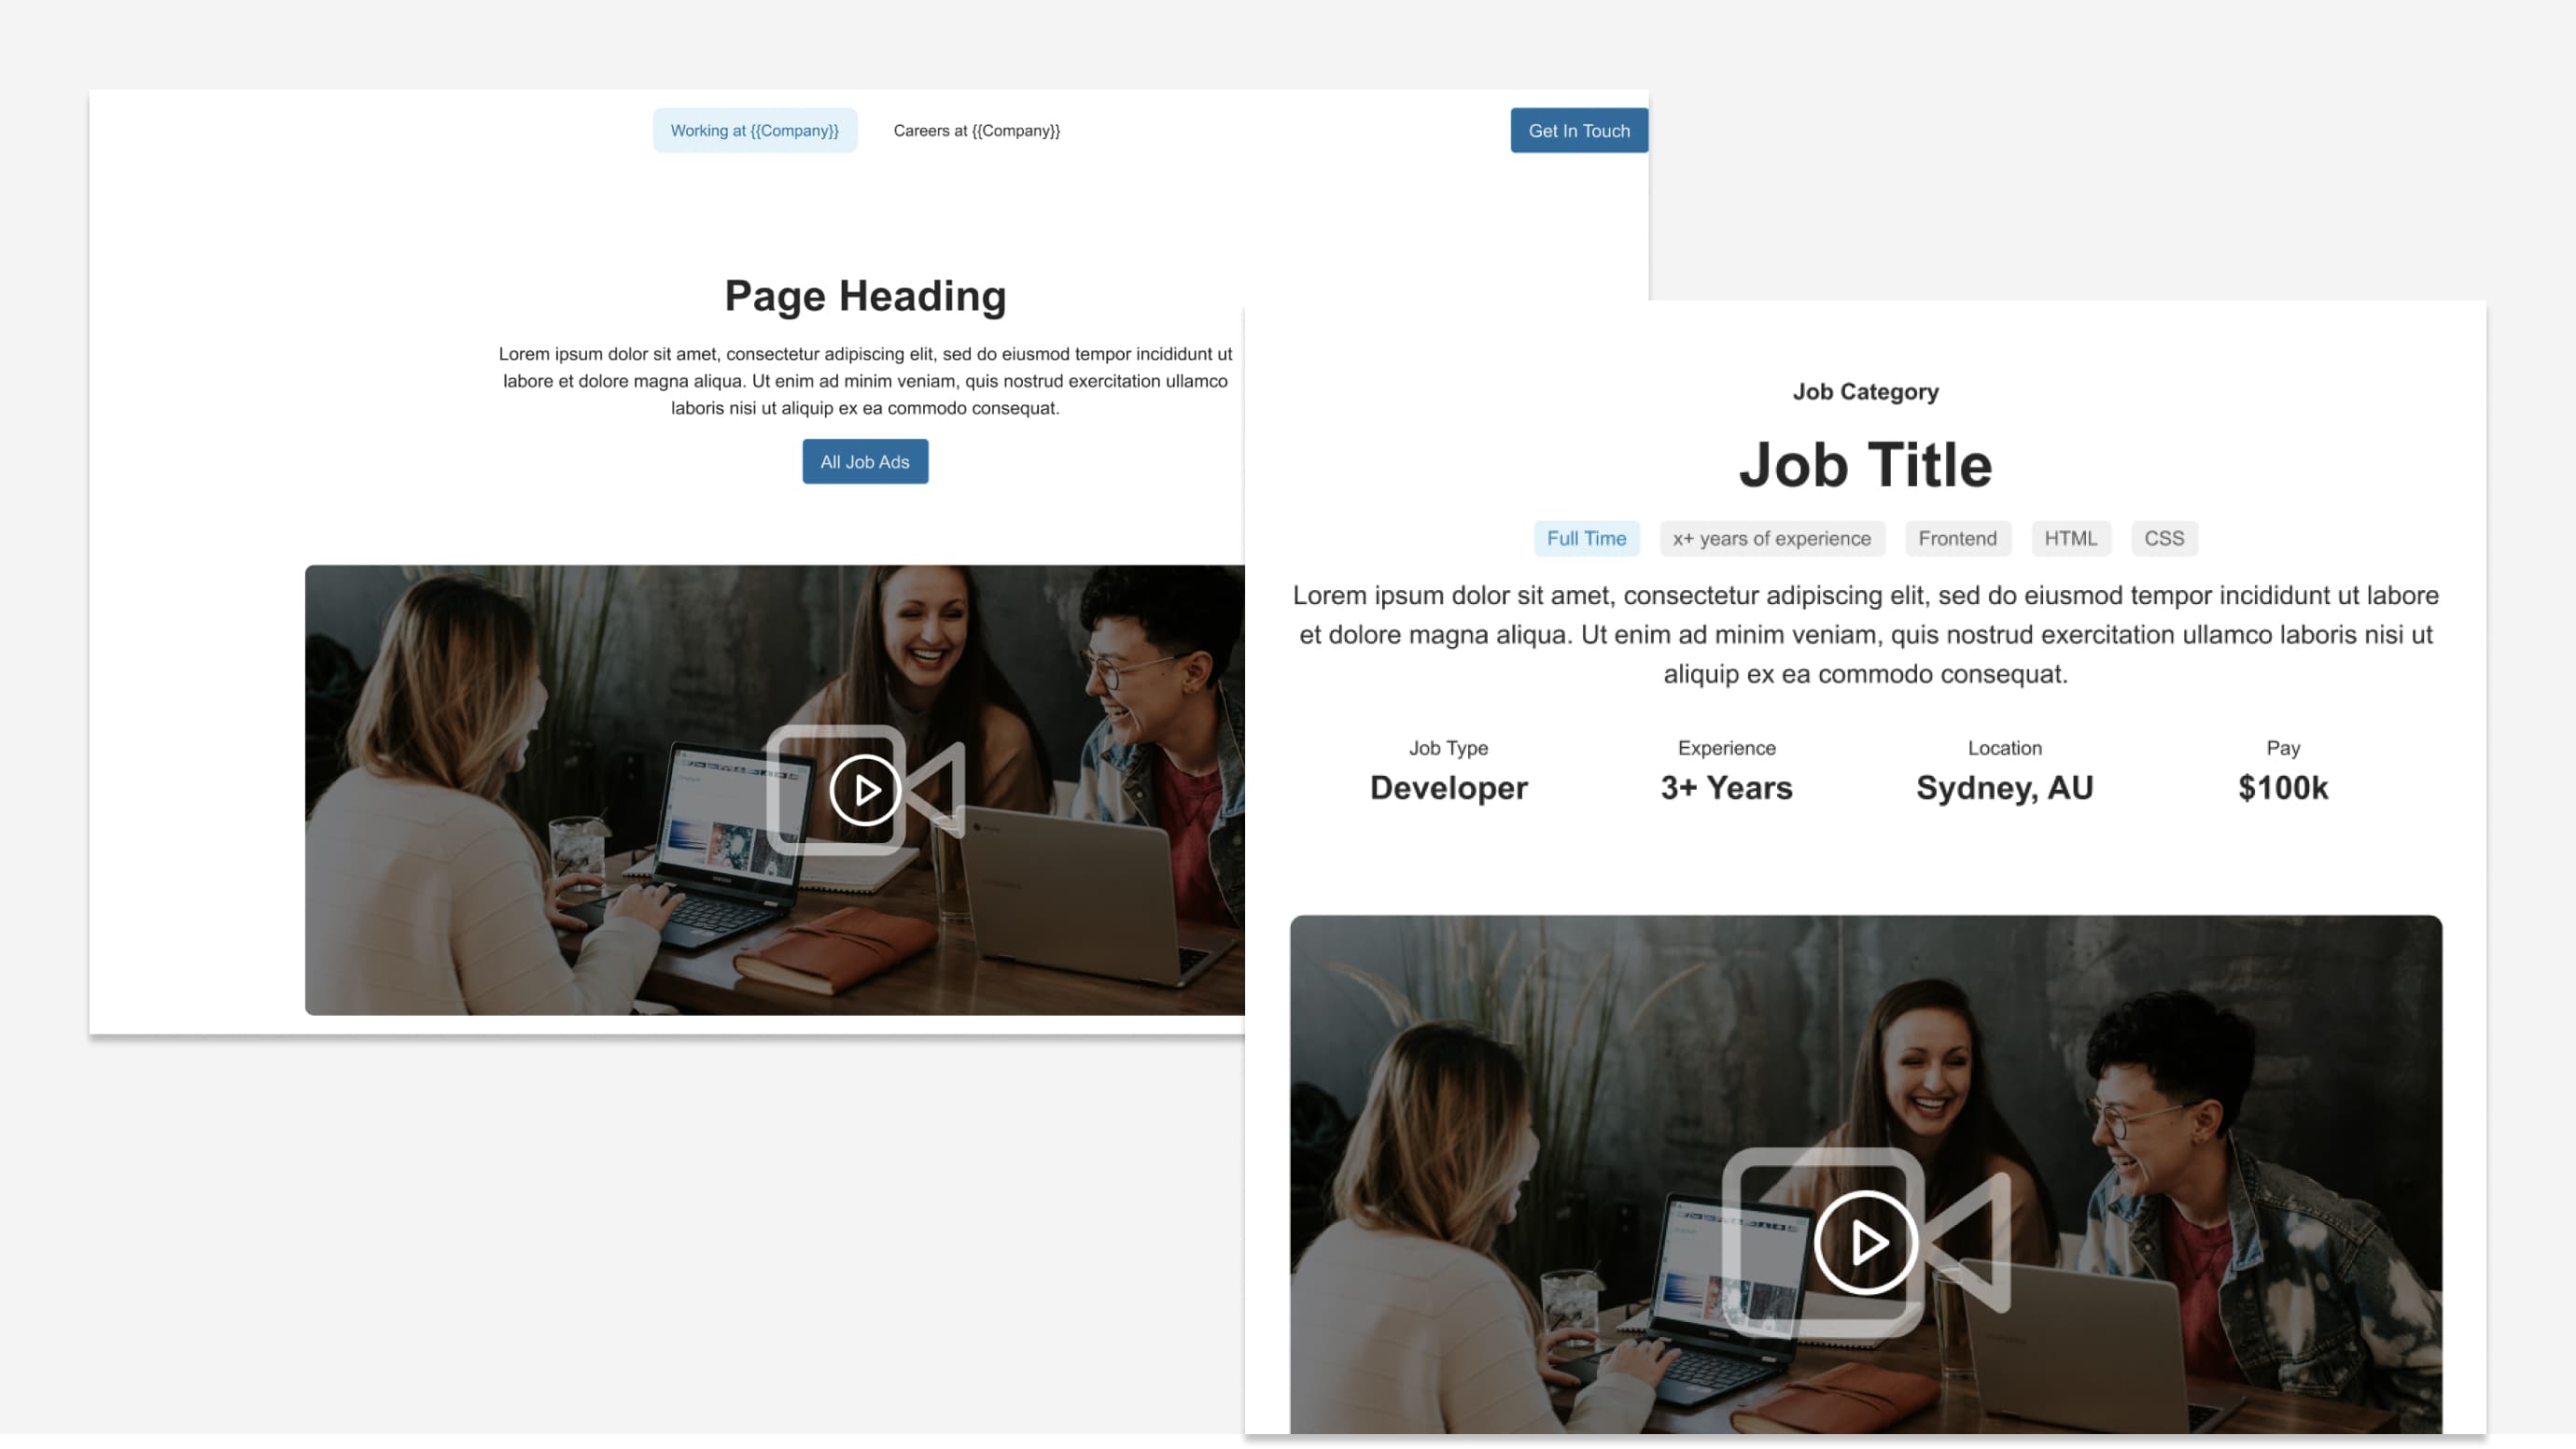 Working at {{Company}}
Careers at {{Company}}
Get In Touch
Page Heading
Lorem ipsum dolor sit amet, consectetur adipiscing elit, sed do eiusmod tempor incididunt ut
labore et dolore magna aliqua. Ut enim ad minim veniam, quis nostrud exercitation ullamco
laboris nisi ut aliquip ex ea commodo consequat.
All Job Ads
Job Category
Job Title
Full Time
x+ years of experience
Frontend
HTML
CSS
Lorem ipsum dolor sit amet, consectetur adipiscing elit, sed do eiusmod tempor incididunt ut labore
et dolore magna aliqua. Ut enim ad minim veniam, quis nostrud exercitation ullamco laboris nisi ut
aliquip ex ea commodo consequat.
Job Type
Developer
Experience
3+ Years
Location
Sydney, AU
Pay
$100k